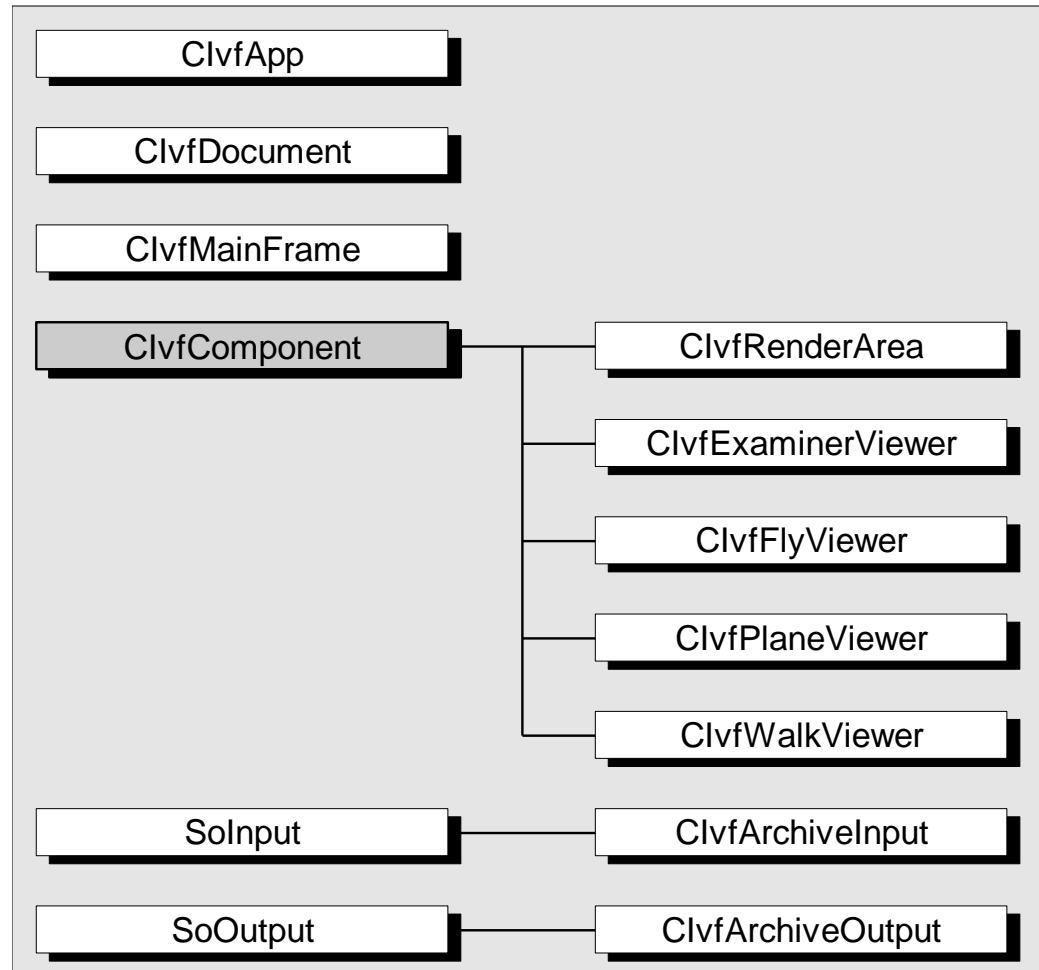 CIvfApp
CIvfDocument
CIvfMainFrame
CIvfComponent
CIvfRenderArea
CIvfExaminerViewer
CIvfFlyViewer
CIvfPlaneViewer
CIvfWalkViewer
SoInput
CIvfArchiveInput
SoOutput
CIvfArchiveOutput